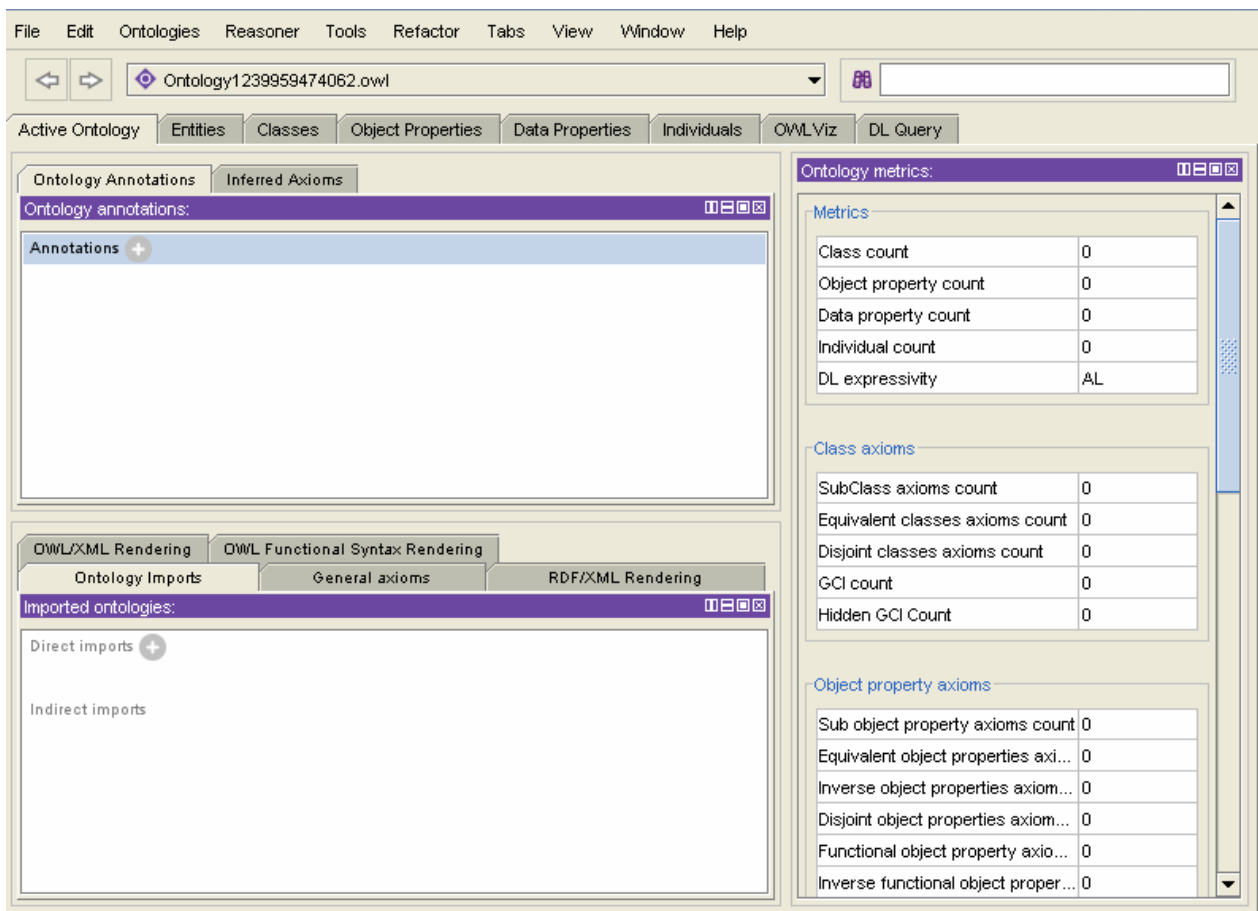 File Edit Ontologies Reasoner Tools Refactor Tabs View Window Help
Ontology1239959474062.owl
Active Ontology Entities Classes Object Properties Data Properties Individuals OWLViz DL Query
Ontology Annotations Inferred Axioms
Ontology annotations:
Annotations
OWL/XML Rendering OWL Functional Syntax Rendering
Ontology Imports General axioms RDF/XML Rendering
Imported ontologies:
Direct imports
Indirect imports
Ontology metrics:
Metrics
Class count 0
Object property count 0
Data property count 0
Individual count 0
DL expressivity AL
Class axioms
SubClass axioms count 0
Equivalent classes axioms count 0
Disjoint classes axioms count 0
GCI count 0
Hidden GCI Count 0
Object property axioms
Sub object property axioms count 0
Equivalent object properties axi... 0
Inverse object properties axiom... 0
Disjoint object properties axiom... 0
Functional object property axio... 0
Inverse functional object proper... 0